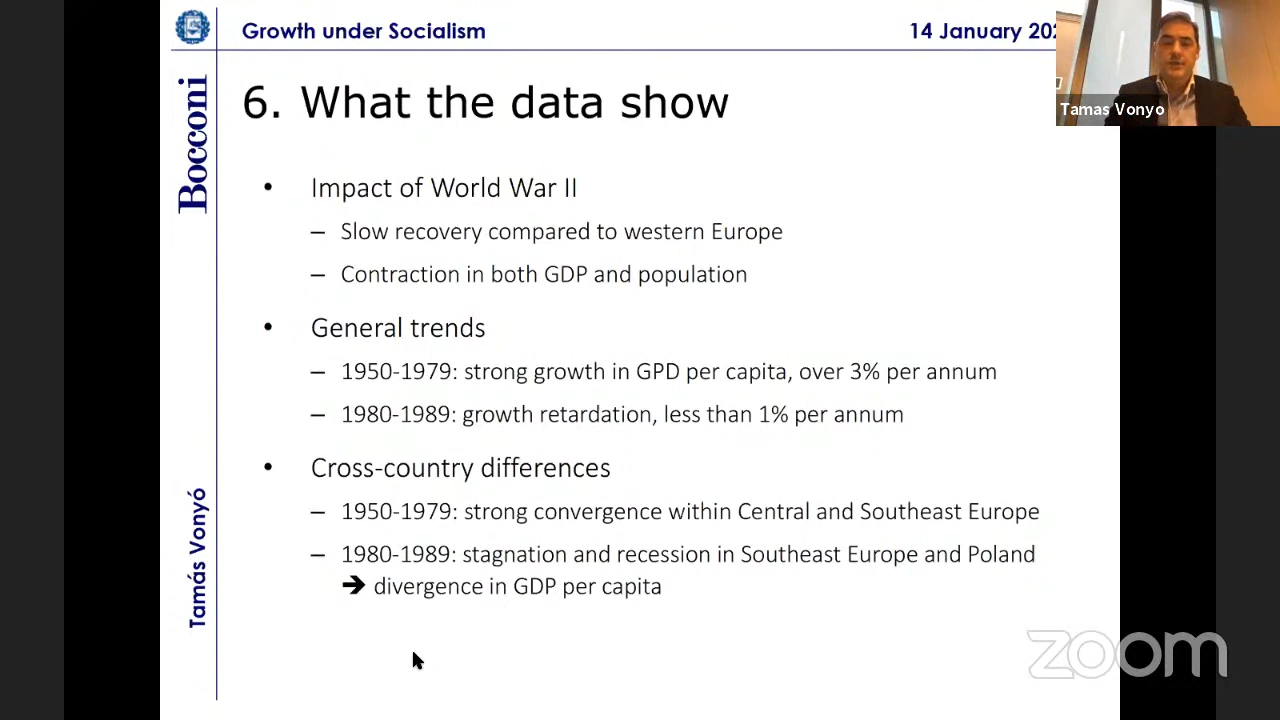 Growth under Socialism
14 January 202
Tamas Vonyo
Bocconi
6. What the data show
• Impact of World War II
– Slow recovery compared to western Europe
– Contraction in both GDP and population
• General trends
– 1950-1979: strong growth in GPD per capita, over 3% per annum
– 1980-1989: growth retardation, less than 1% per annum
• Cross-country differences
– 1950-1979: strong convergence within Central and Southeast Europe
– 1980-1989: stagnation and recession in Southeast Europe and Poland
➔ divergence in GDP per capita
Tamás Vonyó
zoom